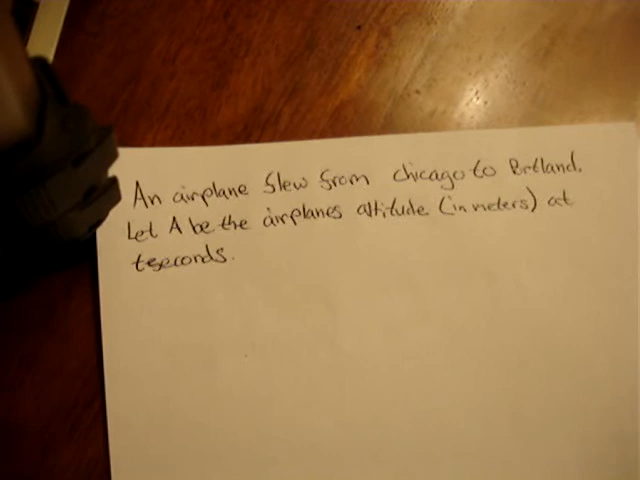 An airplane flew from chicago to Portland.
Let A be the airplanes altitude (in meters) at
t seconds.